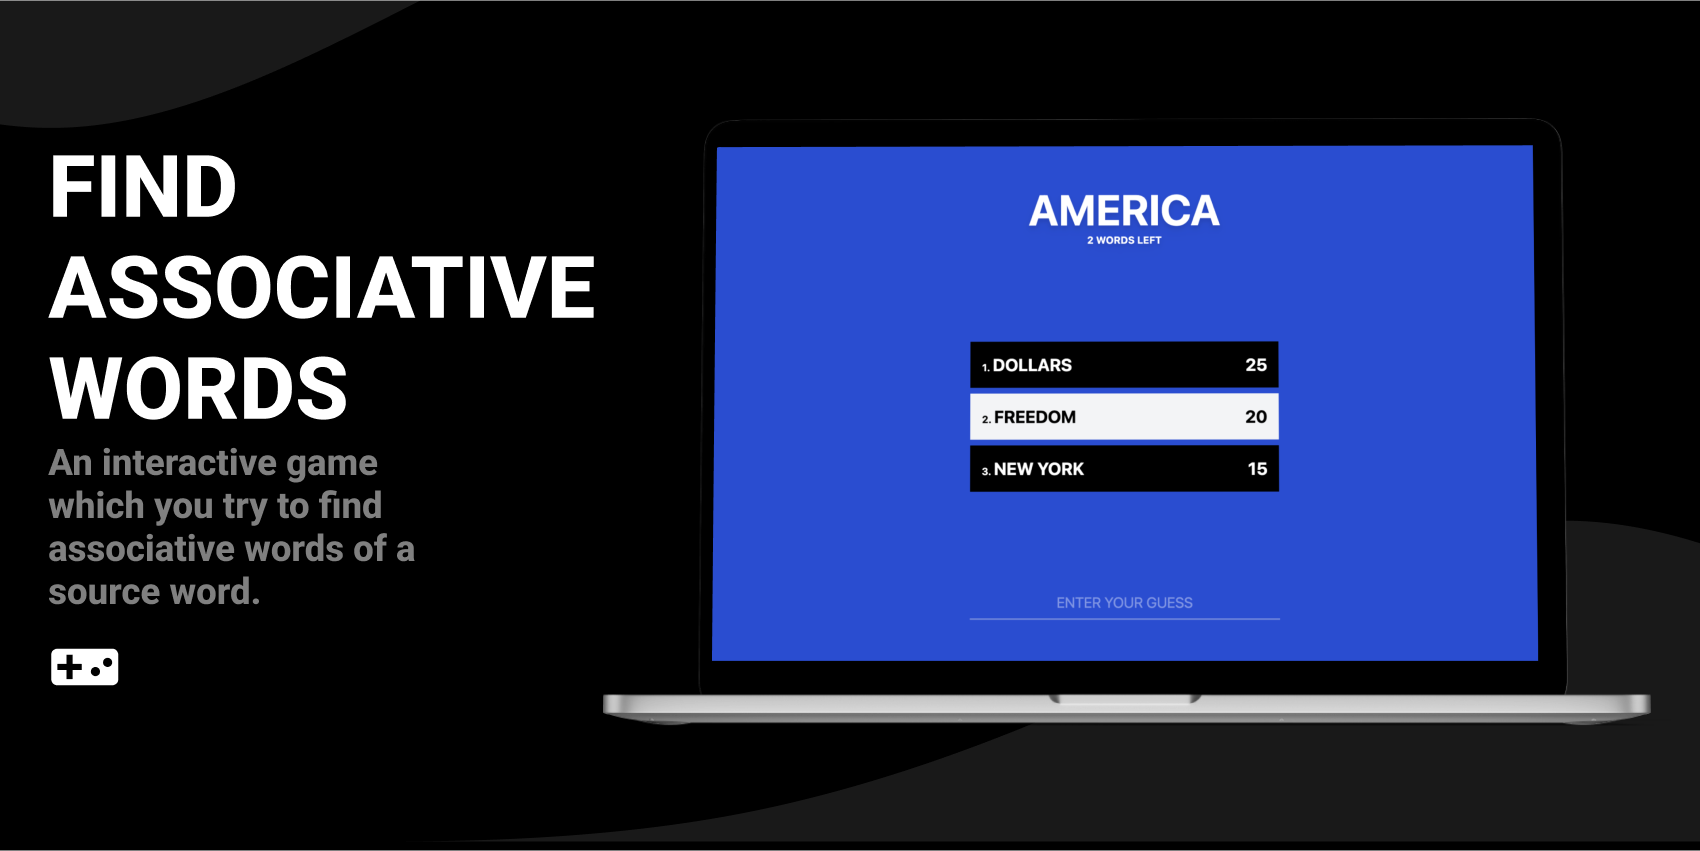 FIND
ASSOCIATIVE
WORDS
An interactive game
which you try to find
associative words of a
source word.
AMERICA
2 WORDS LEFT
1. DOLLARS 25
2. FREEDOM 20
3. NEW YORK 15
ENTER YOUR GUESS